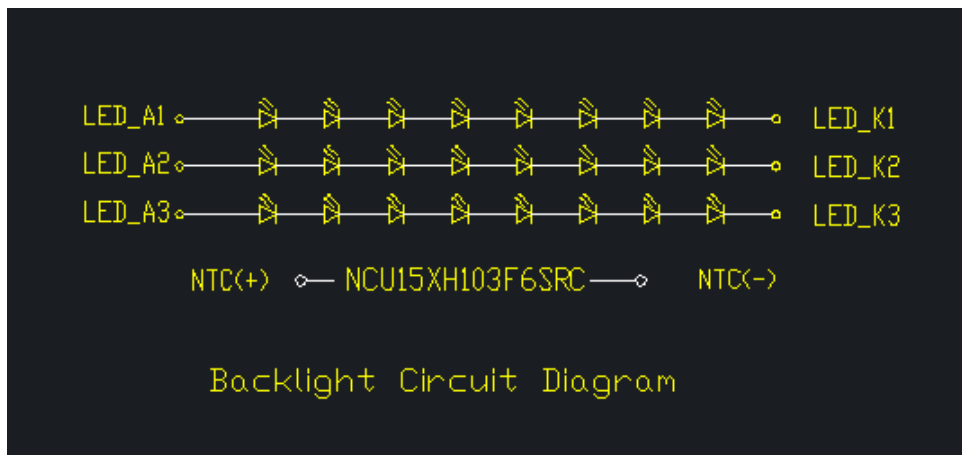 LED_A1 LED_K1
LED_A2 LED_K2
LED_A3 LED_K3
NTC(+) NCU15XH103F6SRC NTC(-)
Backlight Circuit Diagram